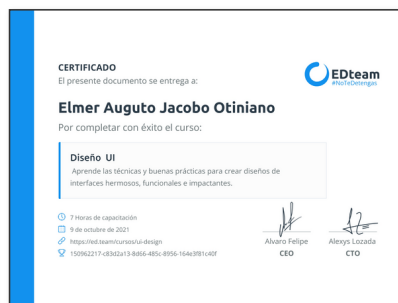 CERTIFICADO
El presente documento se entrega a:
EDteam
#NoTeDetengas
Elmer Auguto Jacobo Otiniano
Por completar con éxito el curso:
Diseño UI
Aprende las técnicas y buenas prácticas para crear diseños de
interfaces hermosos, funcionales e impactantes.
7 Horas de capacitación
9 de octubre de 2021
https://ed.team/cursos/ui-design
150962217-c83d2a13-8d66-485c-8956-164e3f81c40f
Alvaro Felipe
CEO
Alexys Lozada
CTO